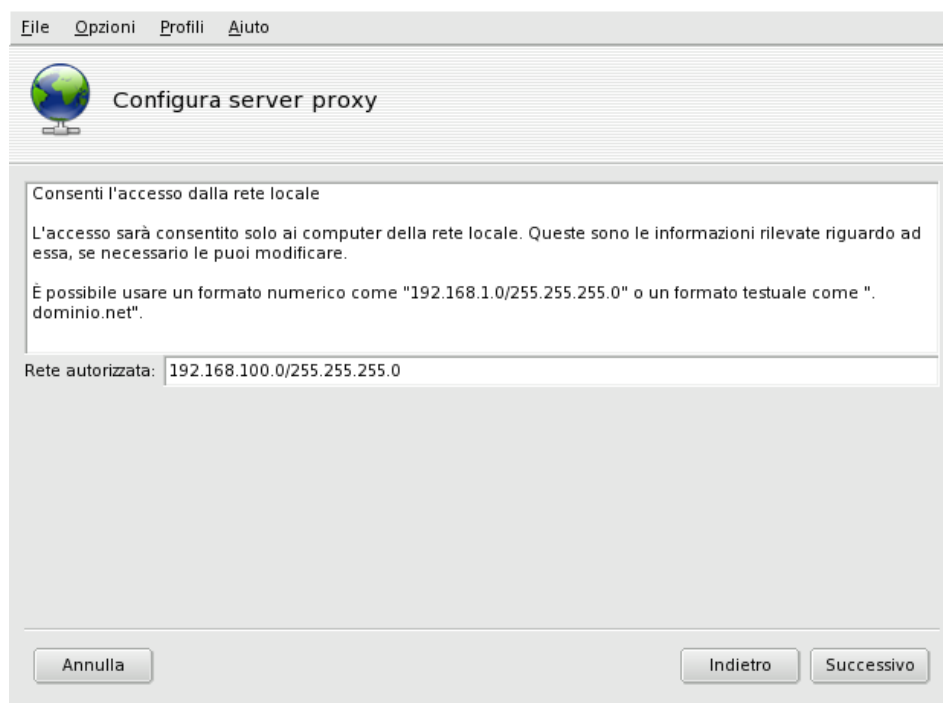 File Opzioni Profili Aiuto
Configura server proxy
Consenti l'accesso dalla rete locale
L'accesso sarà consentito solo ai computer della rete locale. Queste sono le informazioni rilevate riguardo ad
essa, se necessario le puoi modificare.
È possibile usare un formato numerico come "192.168.1.0/255.255.255.0" o un formato testuale come ".
dominio.net".
Rete autorizzata: 192.168.100.0/255.255.255.0
Annulla Indietro Successivo